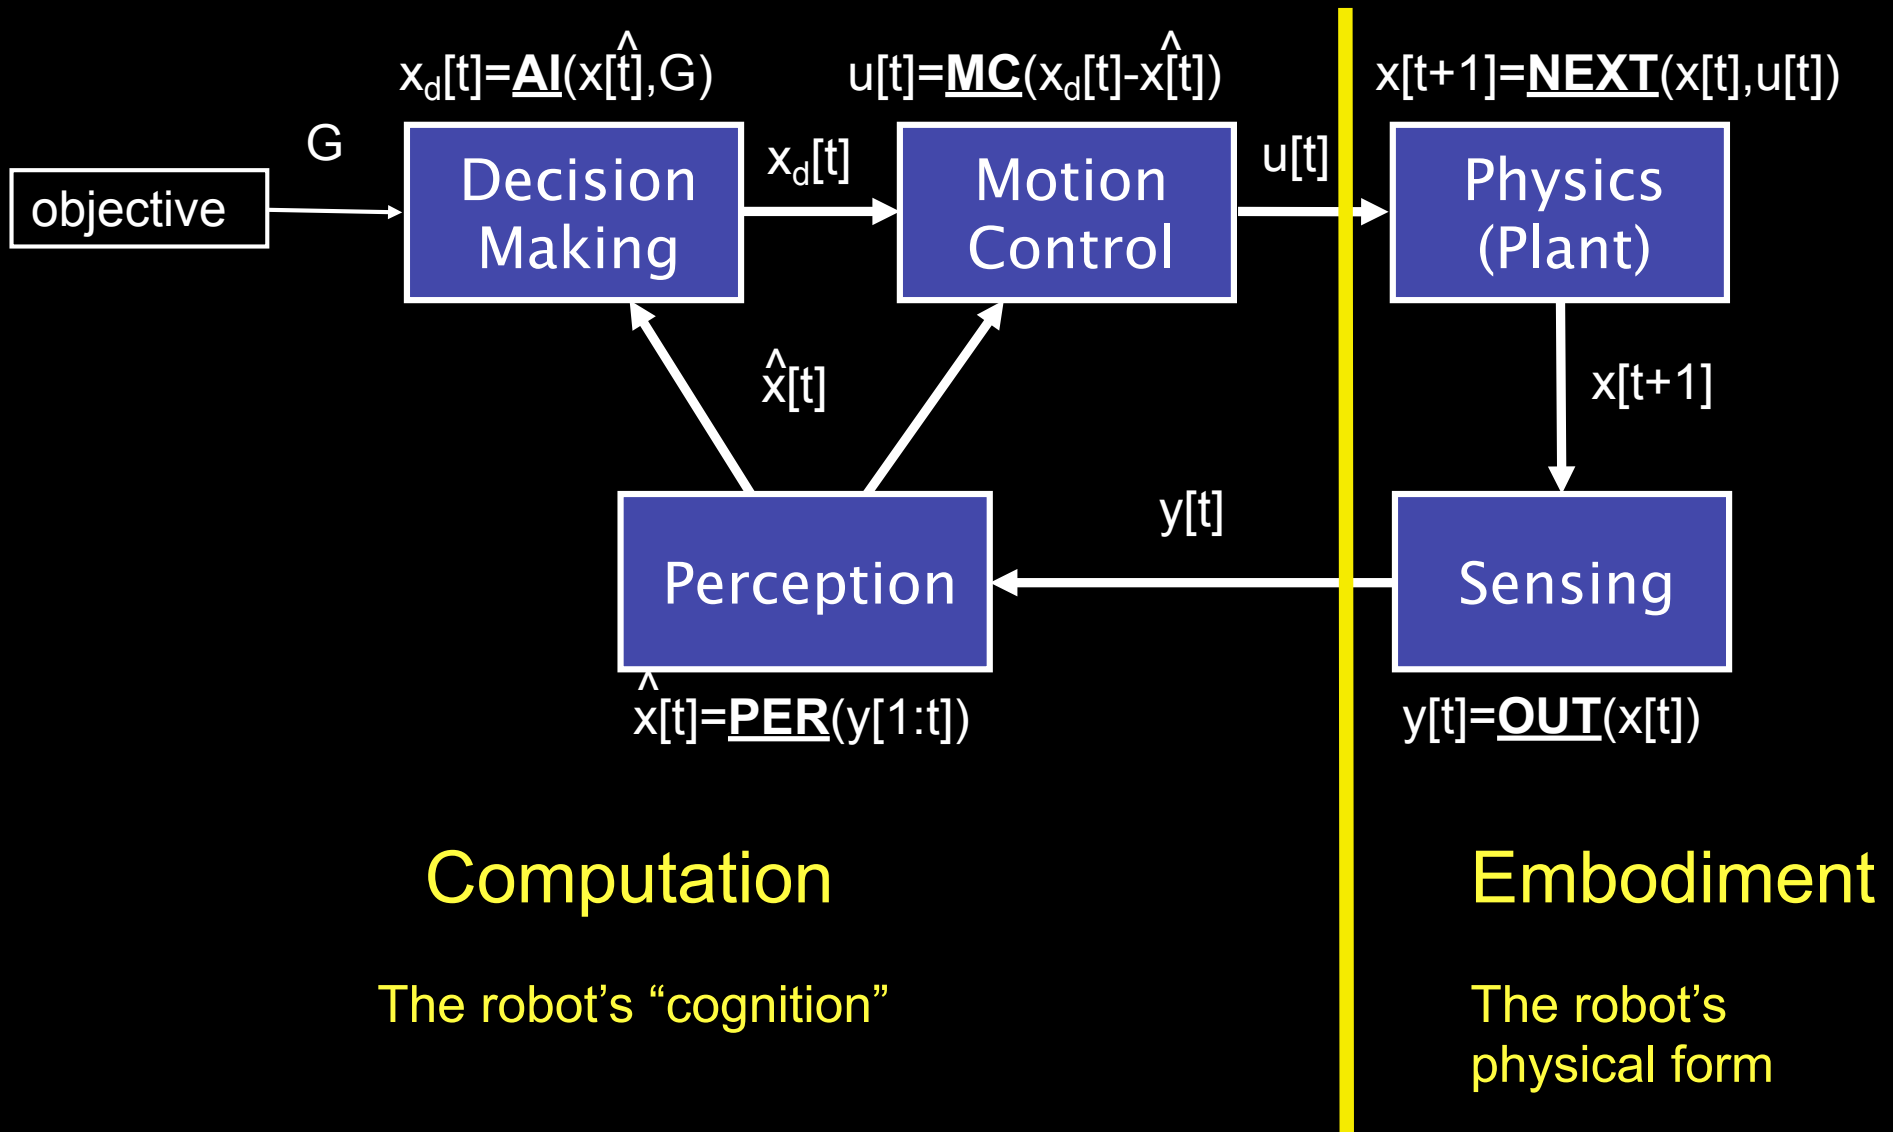 x_d[t]=AI(x̂[t],G)
u[t]=MC(x_d[t]-x̂[t])
x[t+1]=NEXT(x[t],u[t])
objective
G
Decision
Making
x_d[t]
Motion
Control
u[t]
Physics
(Plant)
x̂[t]
x[t+1]
Perception
y[t]
Sensing
x̂[t]=PER(y[1:t])
y[t]=OUT(x[t])
Computation
Embodiment
The robot’s “cognition”
The robot’s
physical form